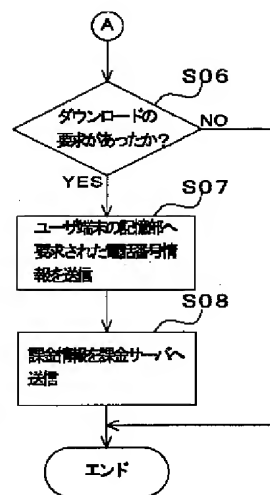 A
S06
ダウンロードの
要求があったか?
NO
YES
S07
ユーザ端末の記憶部へ
要求された電話番号情
報を送信
S08
課金情報を課金サーバへ
送信
エンド